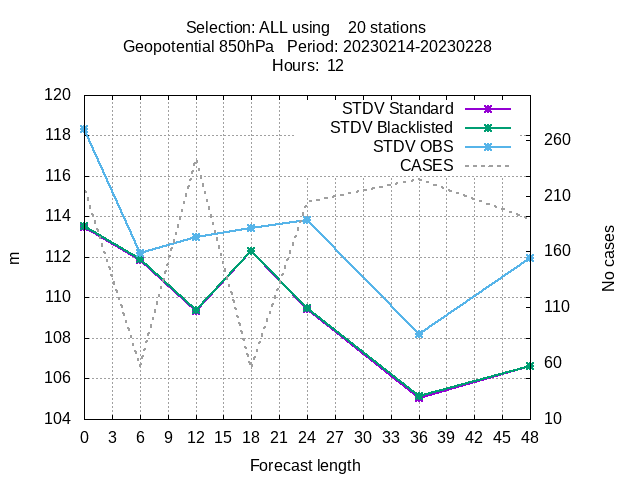 Selection: ALL using    20 stations
Geopotential 850hPa   Period: 20230214-20230228
Hours:  12
STDV Standard
STDV Blacklisted
STDV OBS
CASES
120
118
116
114
112
110
108
106
104
260
210
160
110
60
10
m
No cases
0 3 6 9 12 15 18 21 24 27 30 33 36 39 42 45 48
Forecast length